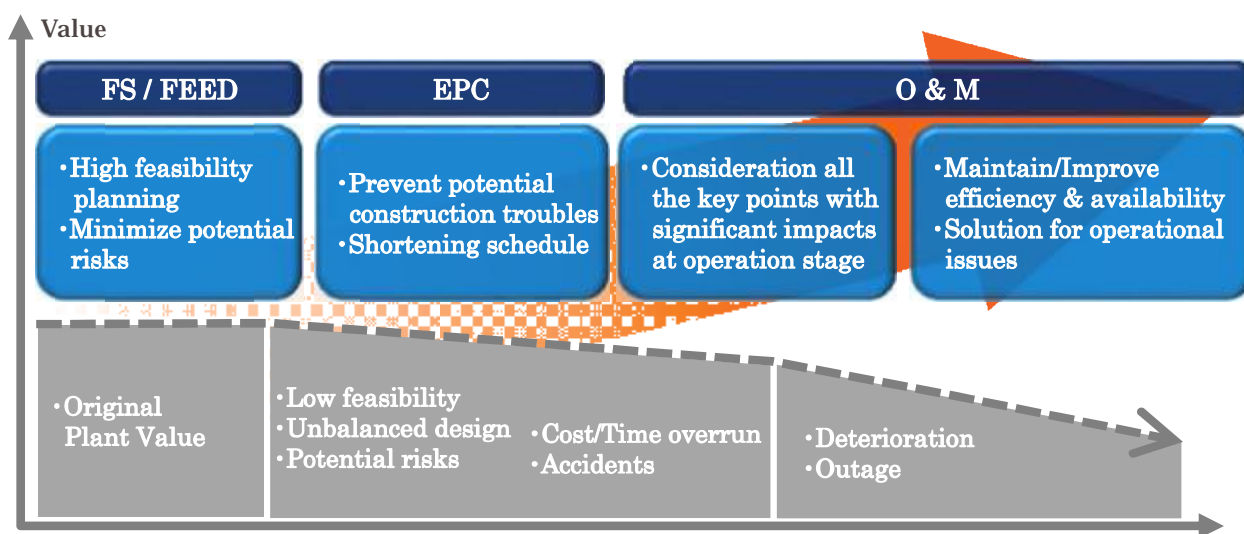 Value
FS / FEED
EPC
O & M
・High feasibility
planning
・Minimize potential
risks
・Prevent potential
construction troubles
・Shortening schedule
・Consideration all
the key points with
significant impacts
at operation stage
・Maintain/Improve
efficiency & availability
・Solution for operational
issues
・Original
Plant Value
・Low feasibility
・Unbalanced design
・Potential risks
・Cost/Time overrun
・Accidents
・Deterioration
・Outage